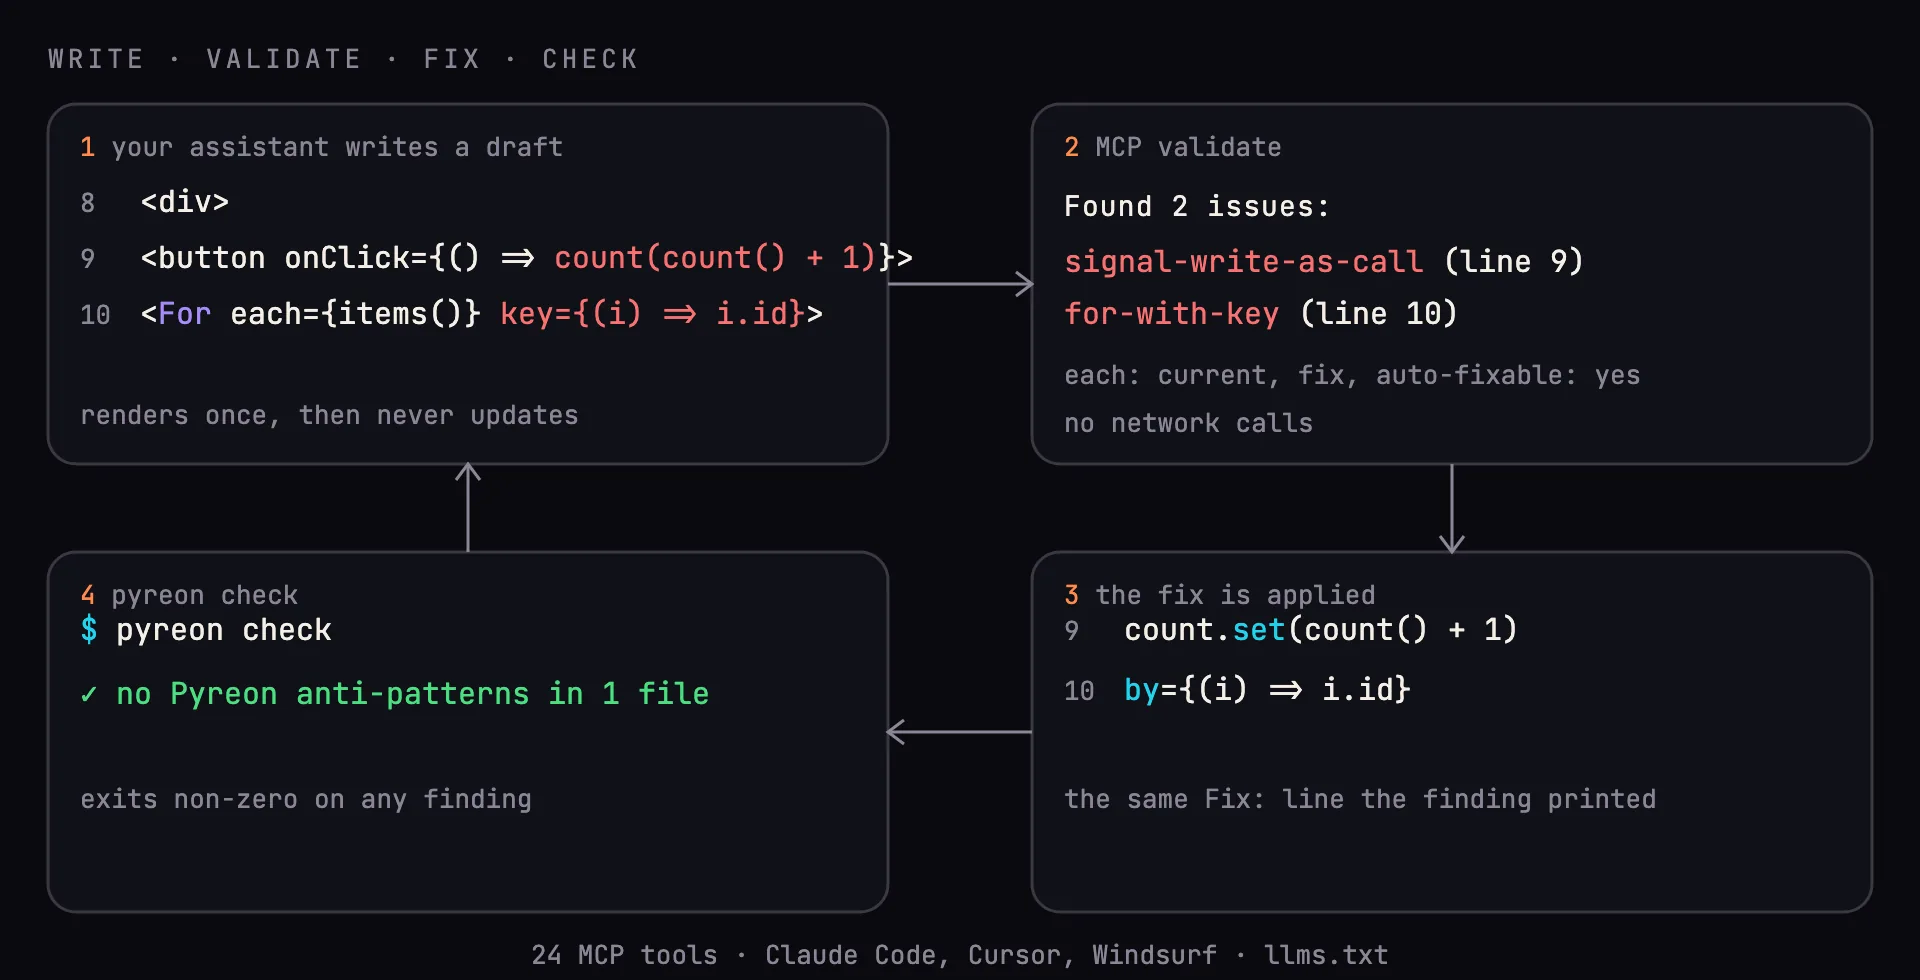 WRITE · VALIDATE · FIX · CHECK
1 your assistant writes a draft
8 <div>
9 <button onClick={() => count(count() + 1)}>
10 <For each={items()} key={(i) => i.id}>
renders once, then never updates
2 MCP validate
Found 2 issues:
signal-write-as-call (line 9)
for-with-key (line 10)
each: current, fix, auto-fixable: yes
no network calls
4 pyreon check
$ pyreon check
✓ no Pyreon anti-patterns in 1 file
exits non-zero on any finding
3 the fix is applied
9 count.set(count() + 1)
10 by={(i) => i.id}
the same Fix: line the finding printed
24 MCP tools · Claude Code, Cursor, Windsurf · llms.txt